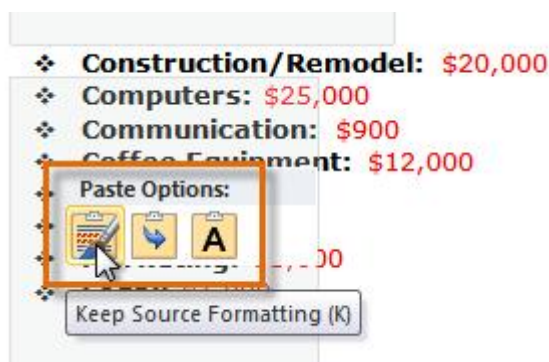 ❖ Construction/Remodel: $20,000
❖ Computers: $25,000
❖ Communication: $900
❖ Coffee Equipment: $12,000
Paste Options:
A
Keep Source Formatting (K)